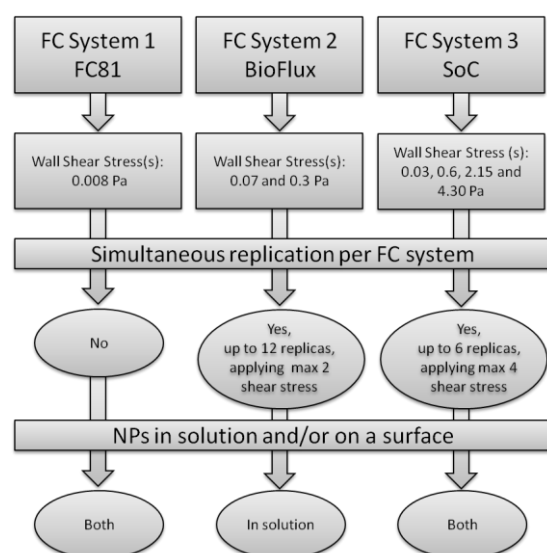 FC System 1
FC81
FC System 2
BioFlux
FC System 3
SoC
Wall Shear Stress(s):
0.008 Pa
Wall Shear Stress(s):
0.07 and 0.3 Pa
Wall Shear Stress (s):
0.03, 0.6, 2.15 and
4.30 Pa
Simultaneous replication per FC system
No
Yes,
up to 12 replicas,
applying max 2
shear stress
Yes,
up to 6 replicas,
applying max 4
shear stress
NPs in solution and/or on a surface
Both
In solution
Both